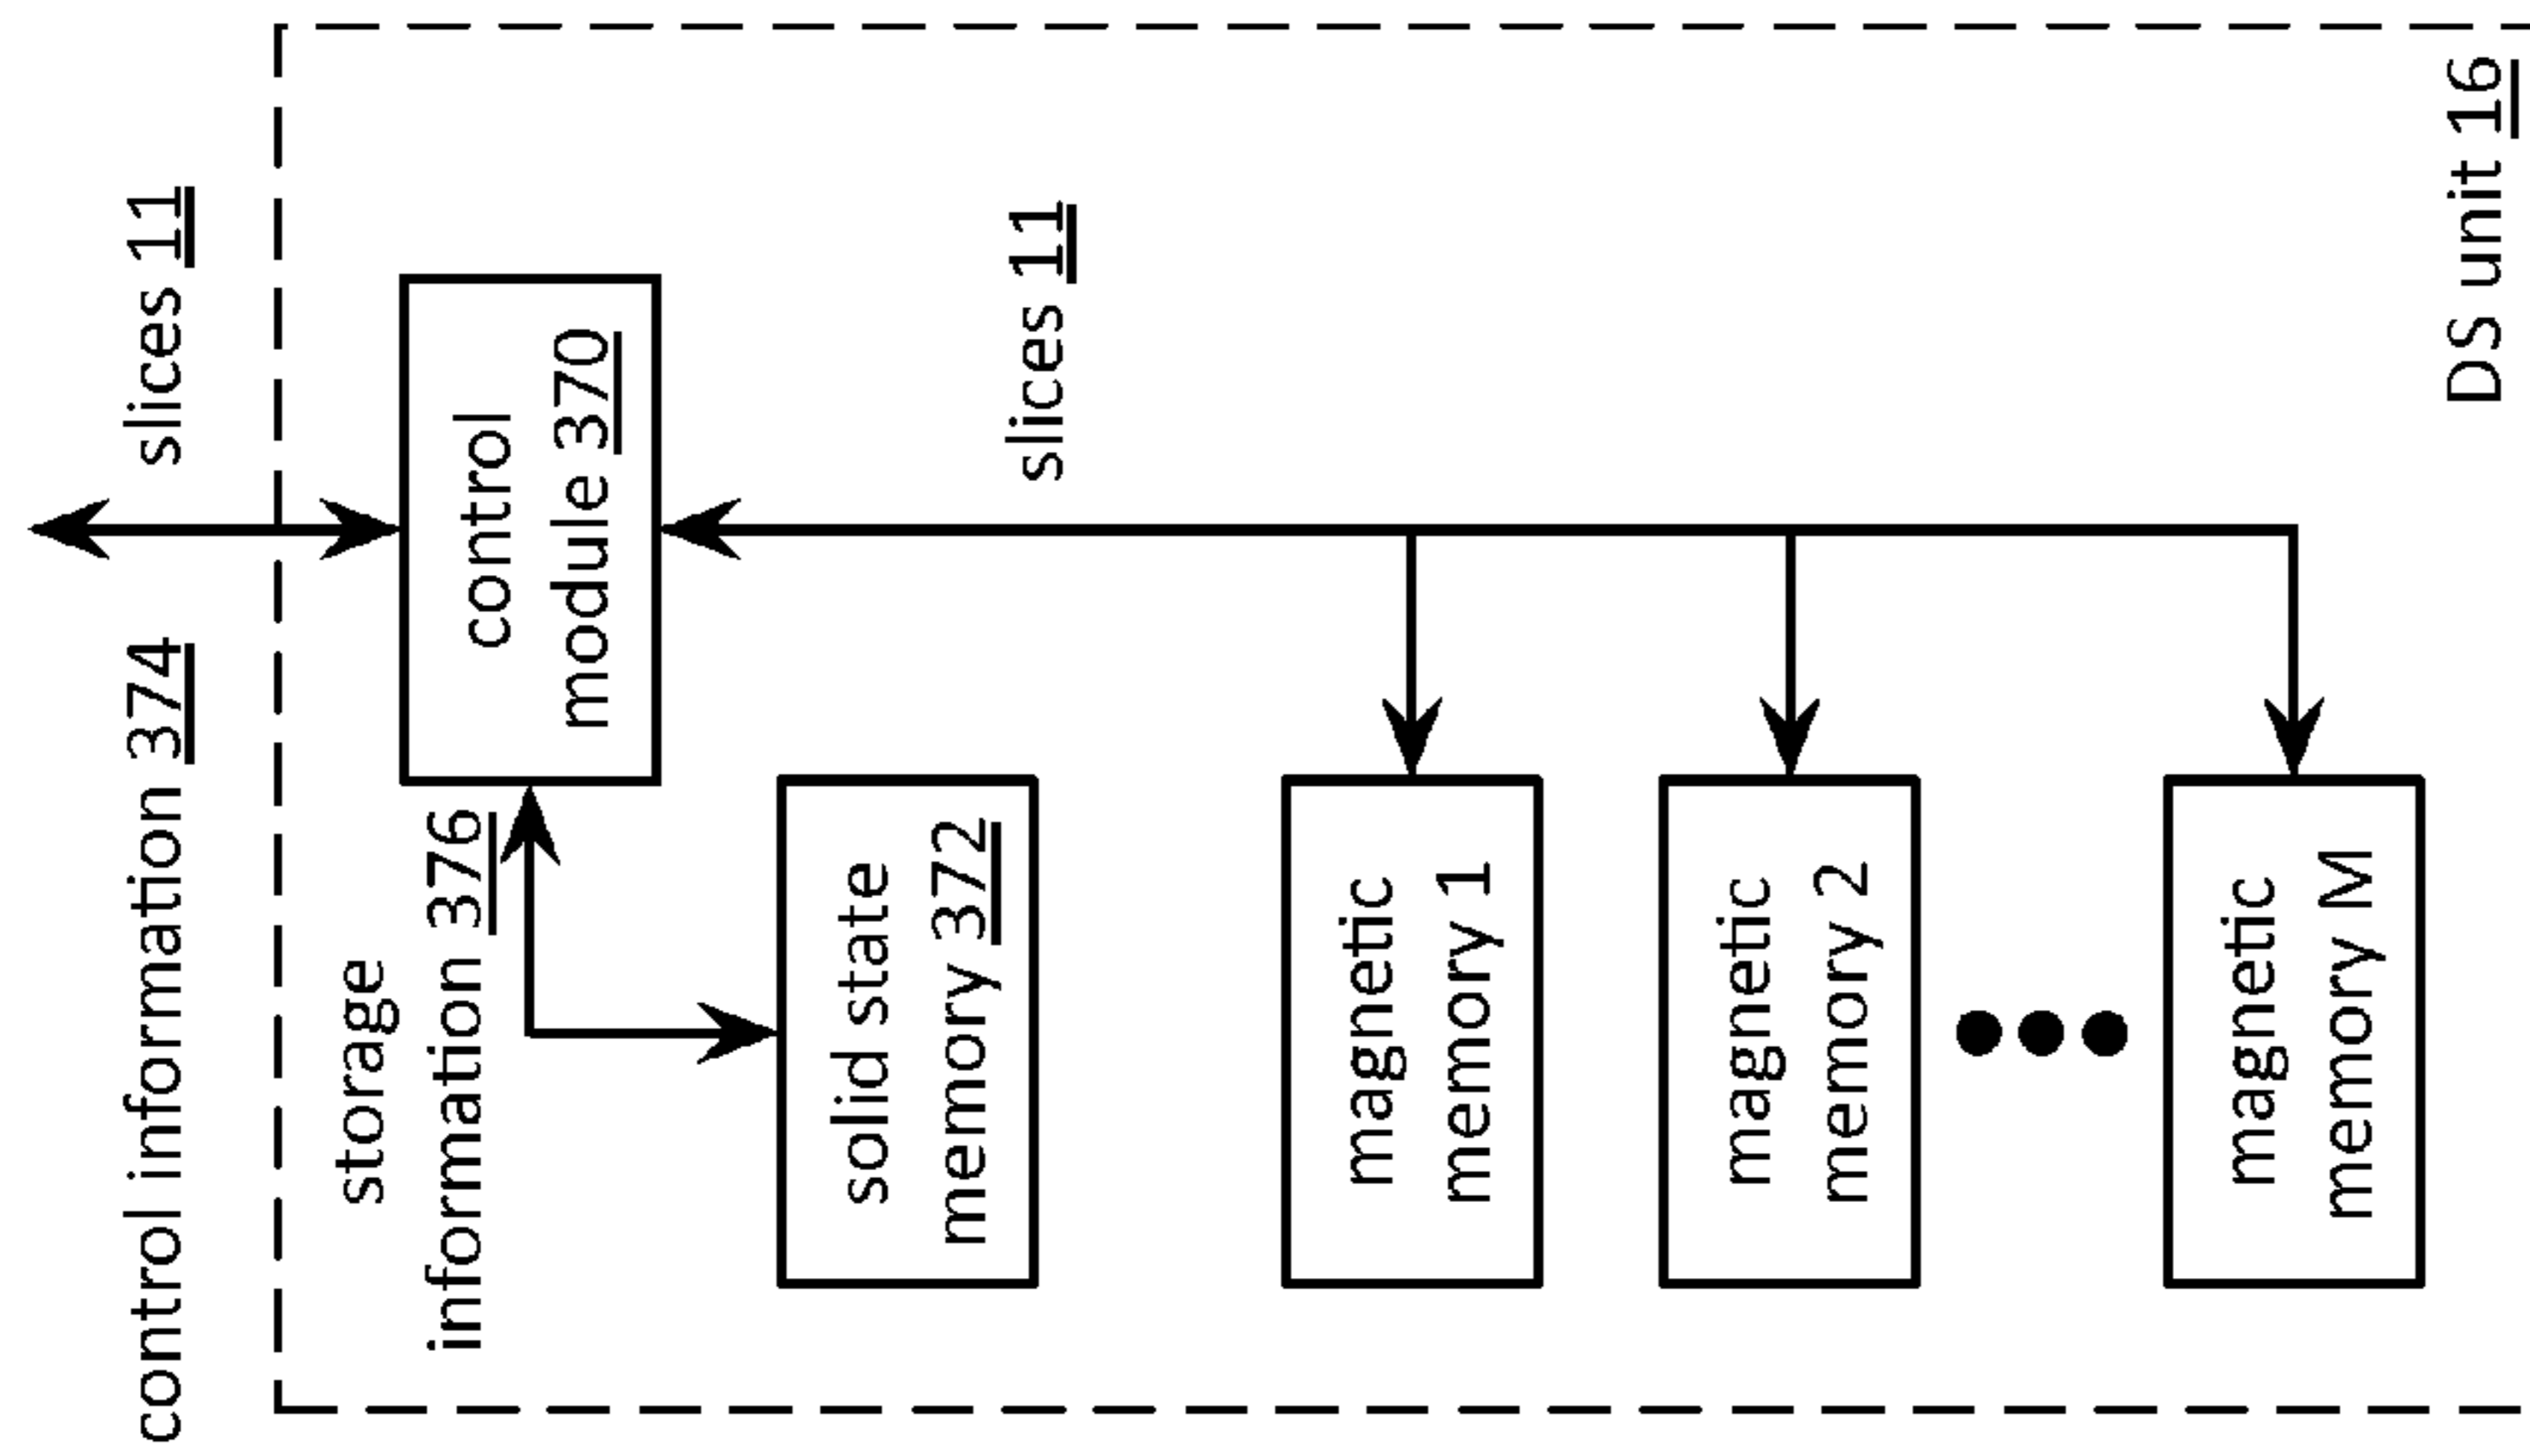 control information 374
slices 11
storage
information 376
control
module 370
solid state
memory 372
slices 11
magnetic
memory 1
magnetic
memory 2
magnetic
memory M
DS unit 16